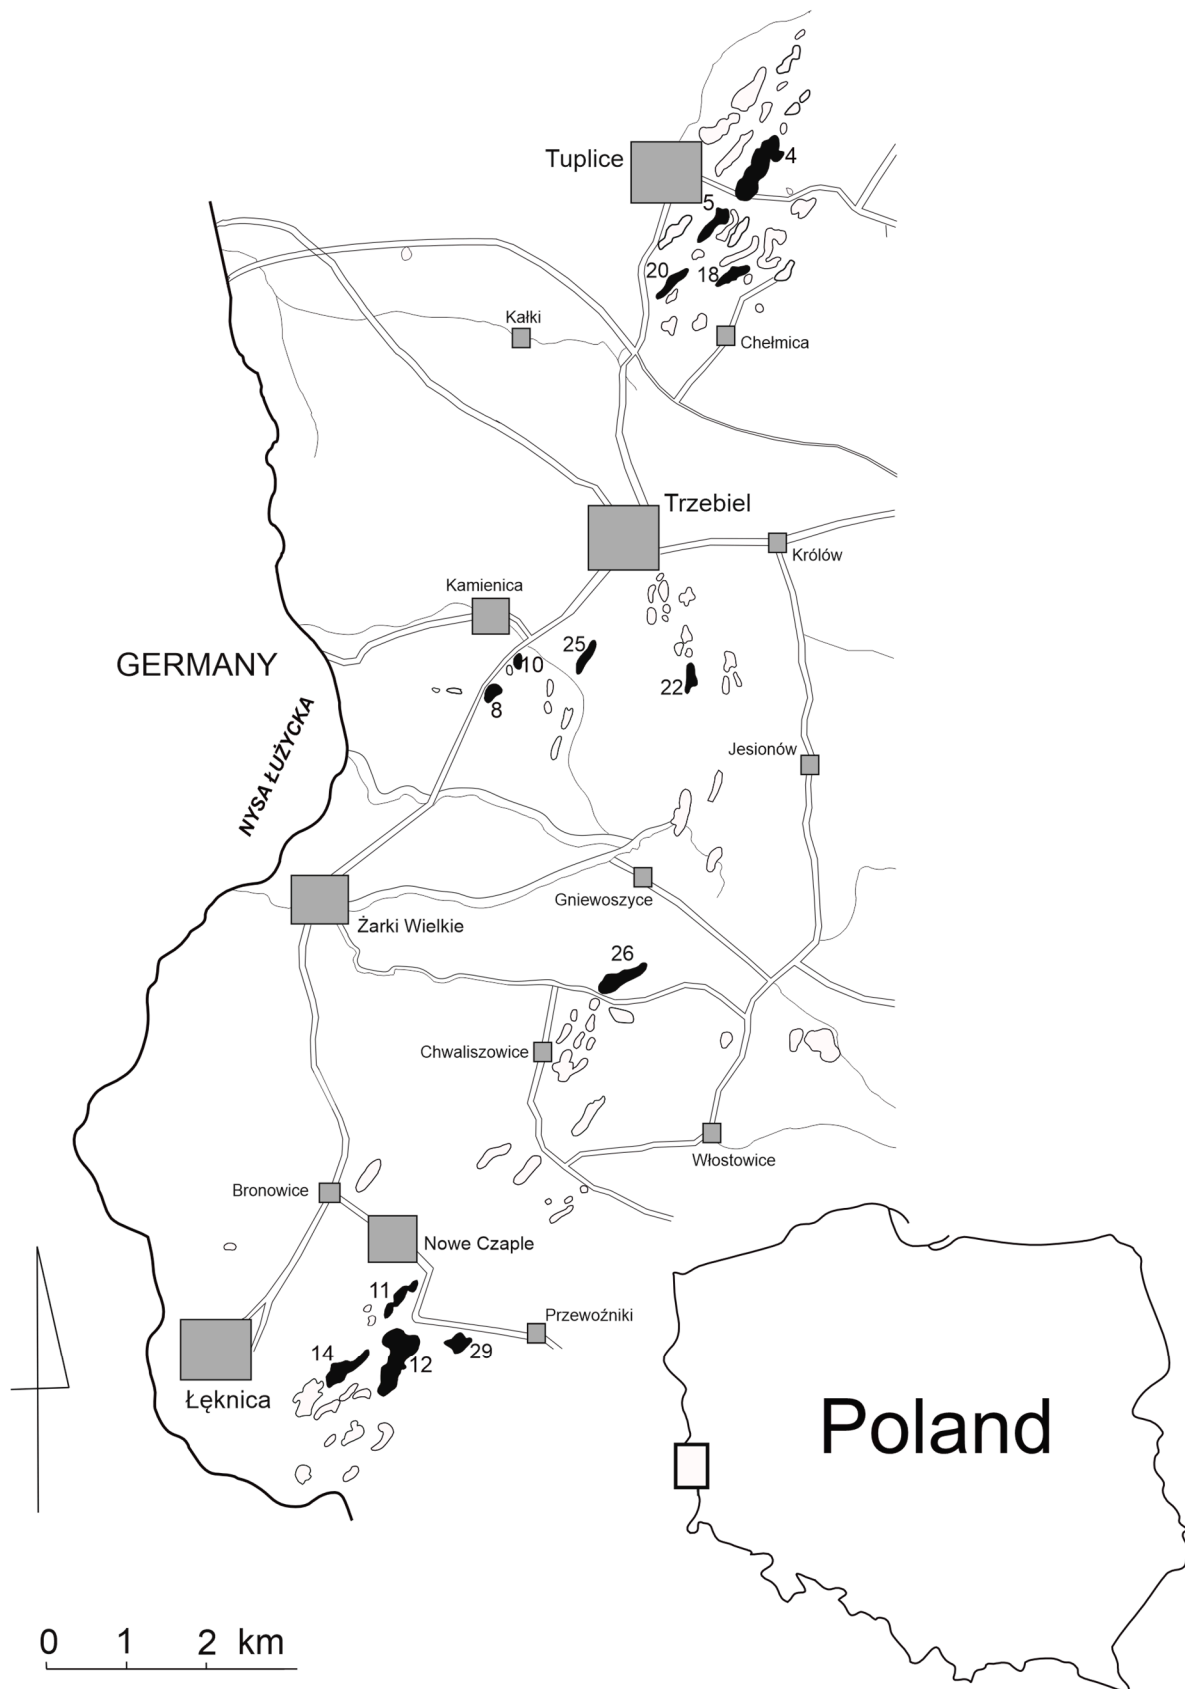 Tuplice
4
5
20
18
Kałki
Chełmica
Trzebiel
Królów
Kamienica
25
10
22
8
GERMANY
NYSA ŁUŻYCKA
Jesionów
Gniewoszyce
Żarki Wielkie
26
Chwaliszowice
Włostowice
Bronowice
Nowe Czaple
11
Przewoźniki
14
12
29
Łęknica
Poland
0 1 2 km